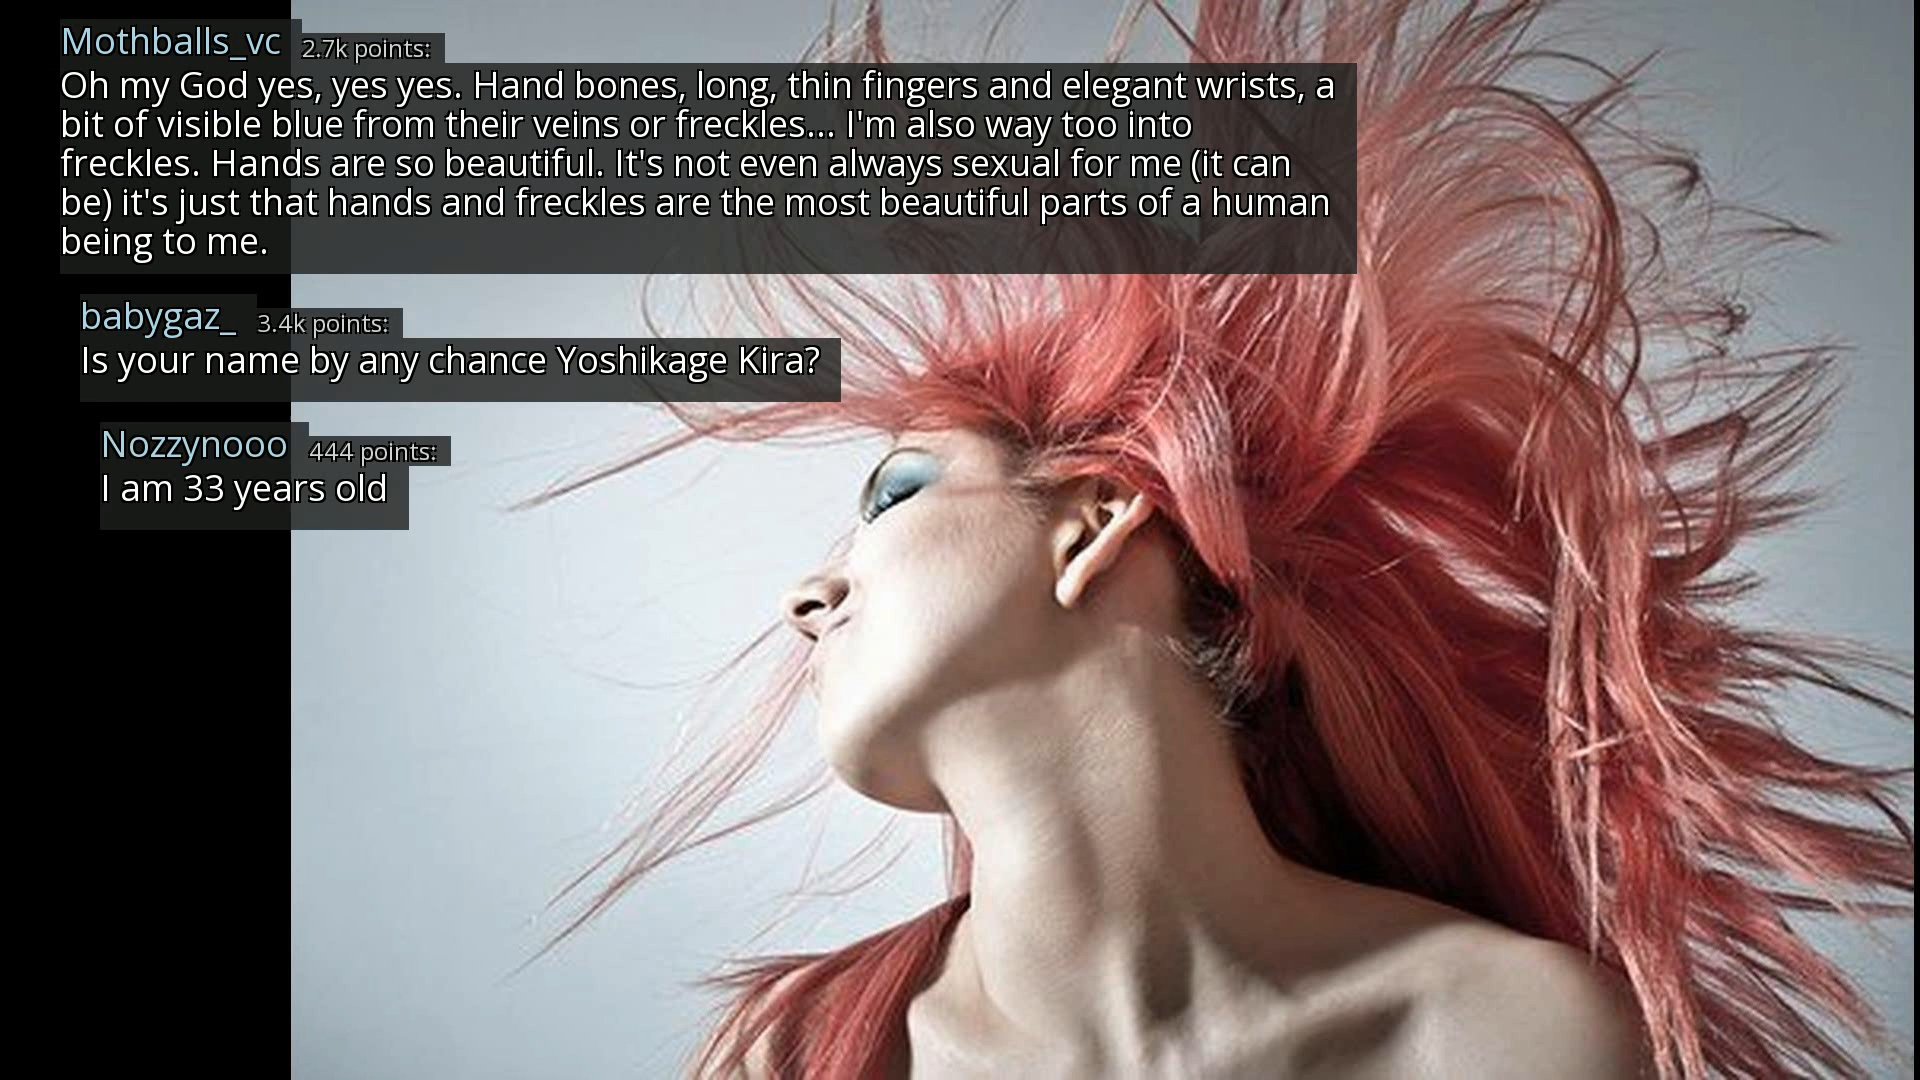 Mothballs_vc 2.7k points:
Oh my God yes, yes yes. Hand bones, long, thin fingers and elegant wrists, a
bit of visible blue from their veins or freckles... I'm also way too into
freckles. Hands are so beautiful. It's not even always sexual for me (it can
be) it's just that hands and freckles are the most beautiful parts of a human
being to me.
babygaz_ 3.4k points:
Is your name by any chance Yoshikage Kira?
Nozzynooo 444 points:
I am 33 years old